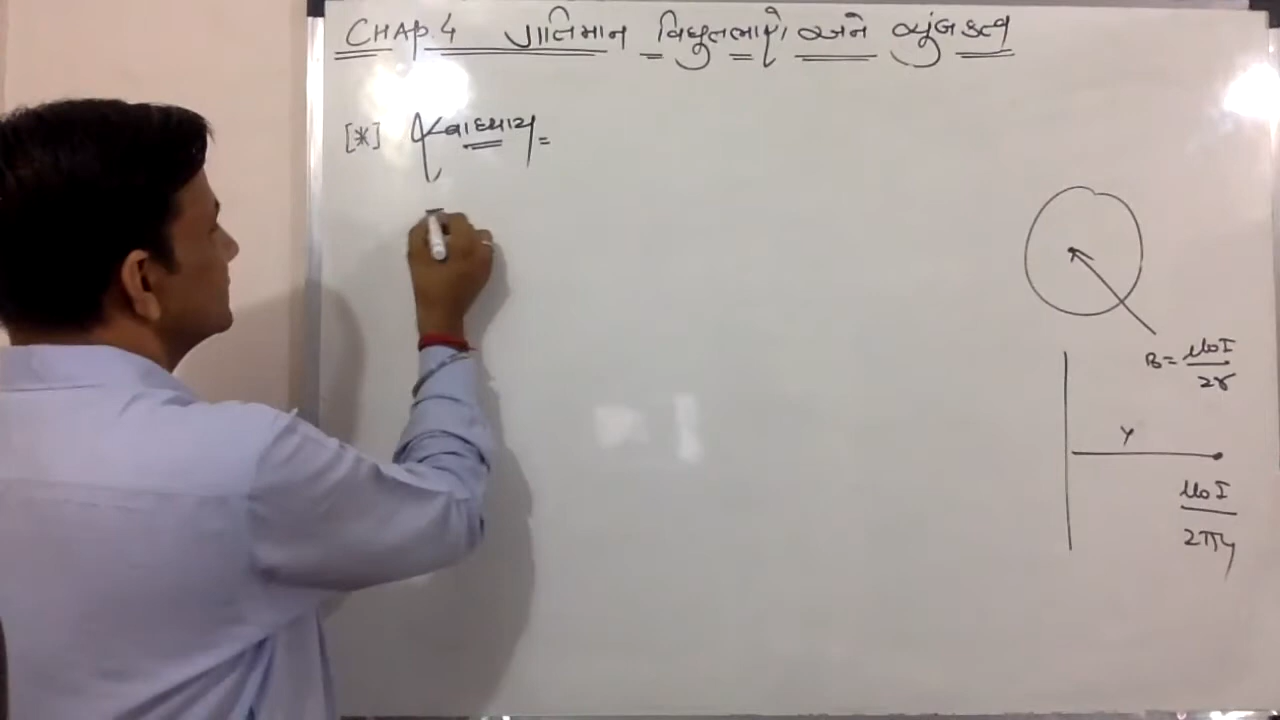 CHAP. 4 ગતિમાન વિદ્યુતભારો અને ચુંબકત્વ
[*] સ્વાધ્યાય =
B = μ₀I / 2r
y
μ₀I / 2πy